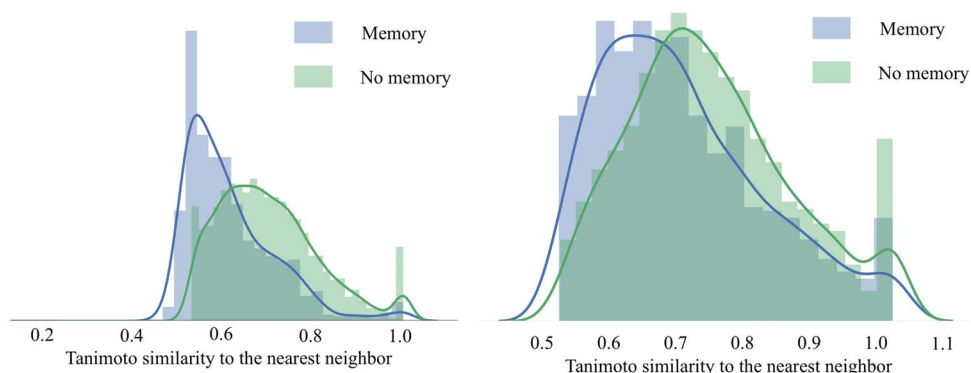 Memory
No memory
0.2 0.4 0.6 0.8 1.0
Tanimoto similarity to the nearest neighbor
Memory
No memory
0.5 0.6 0.7 0.8 0.9 1.0 1.1
Tanimoto similarity to the nearest neighbor